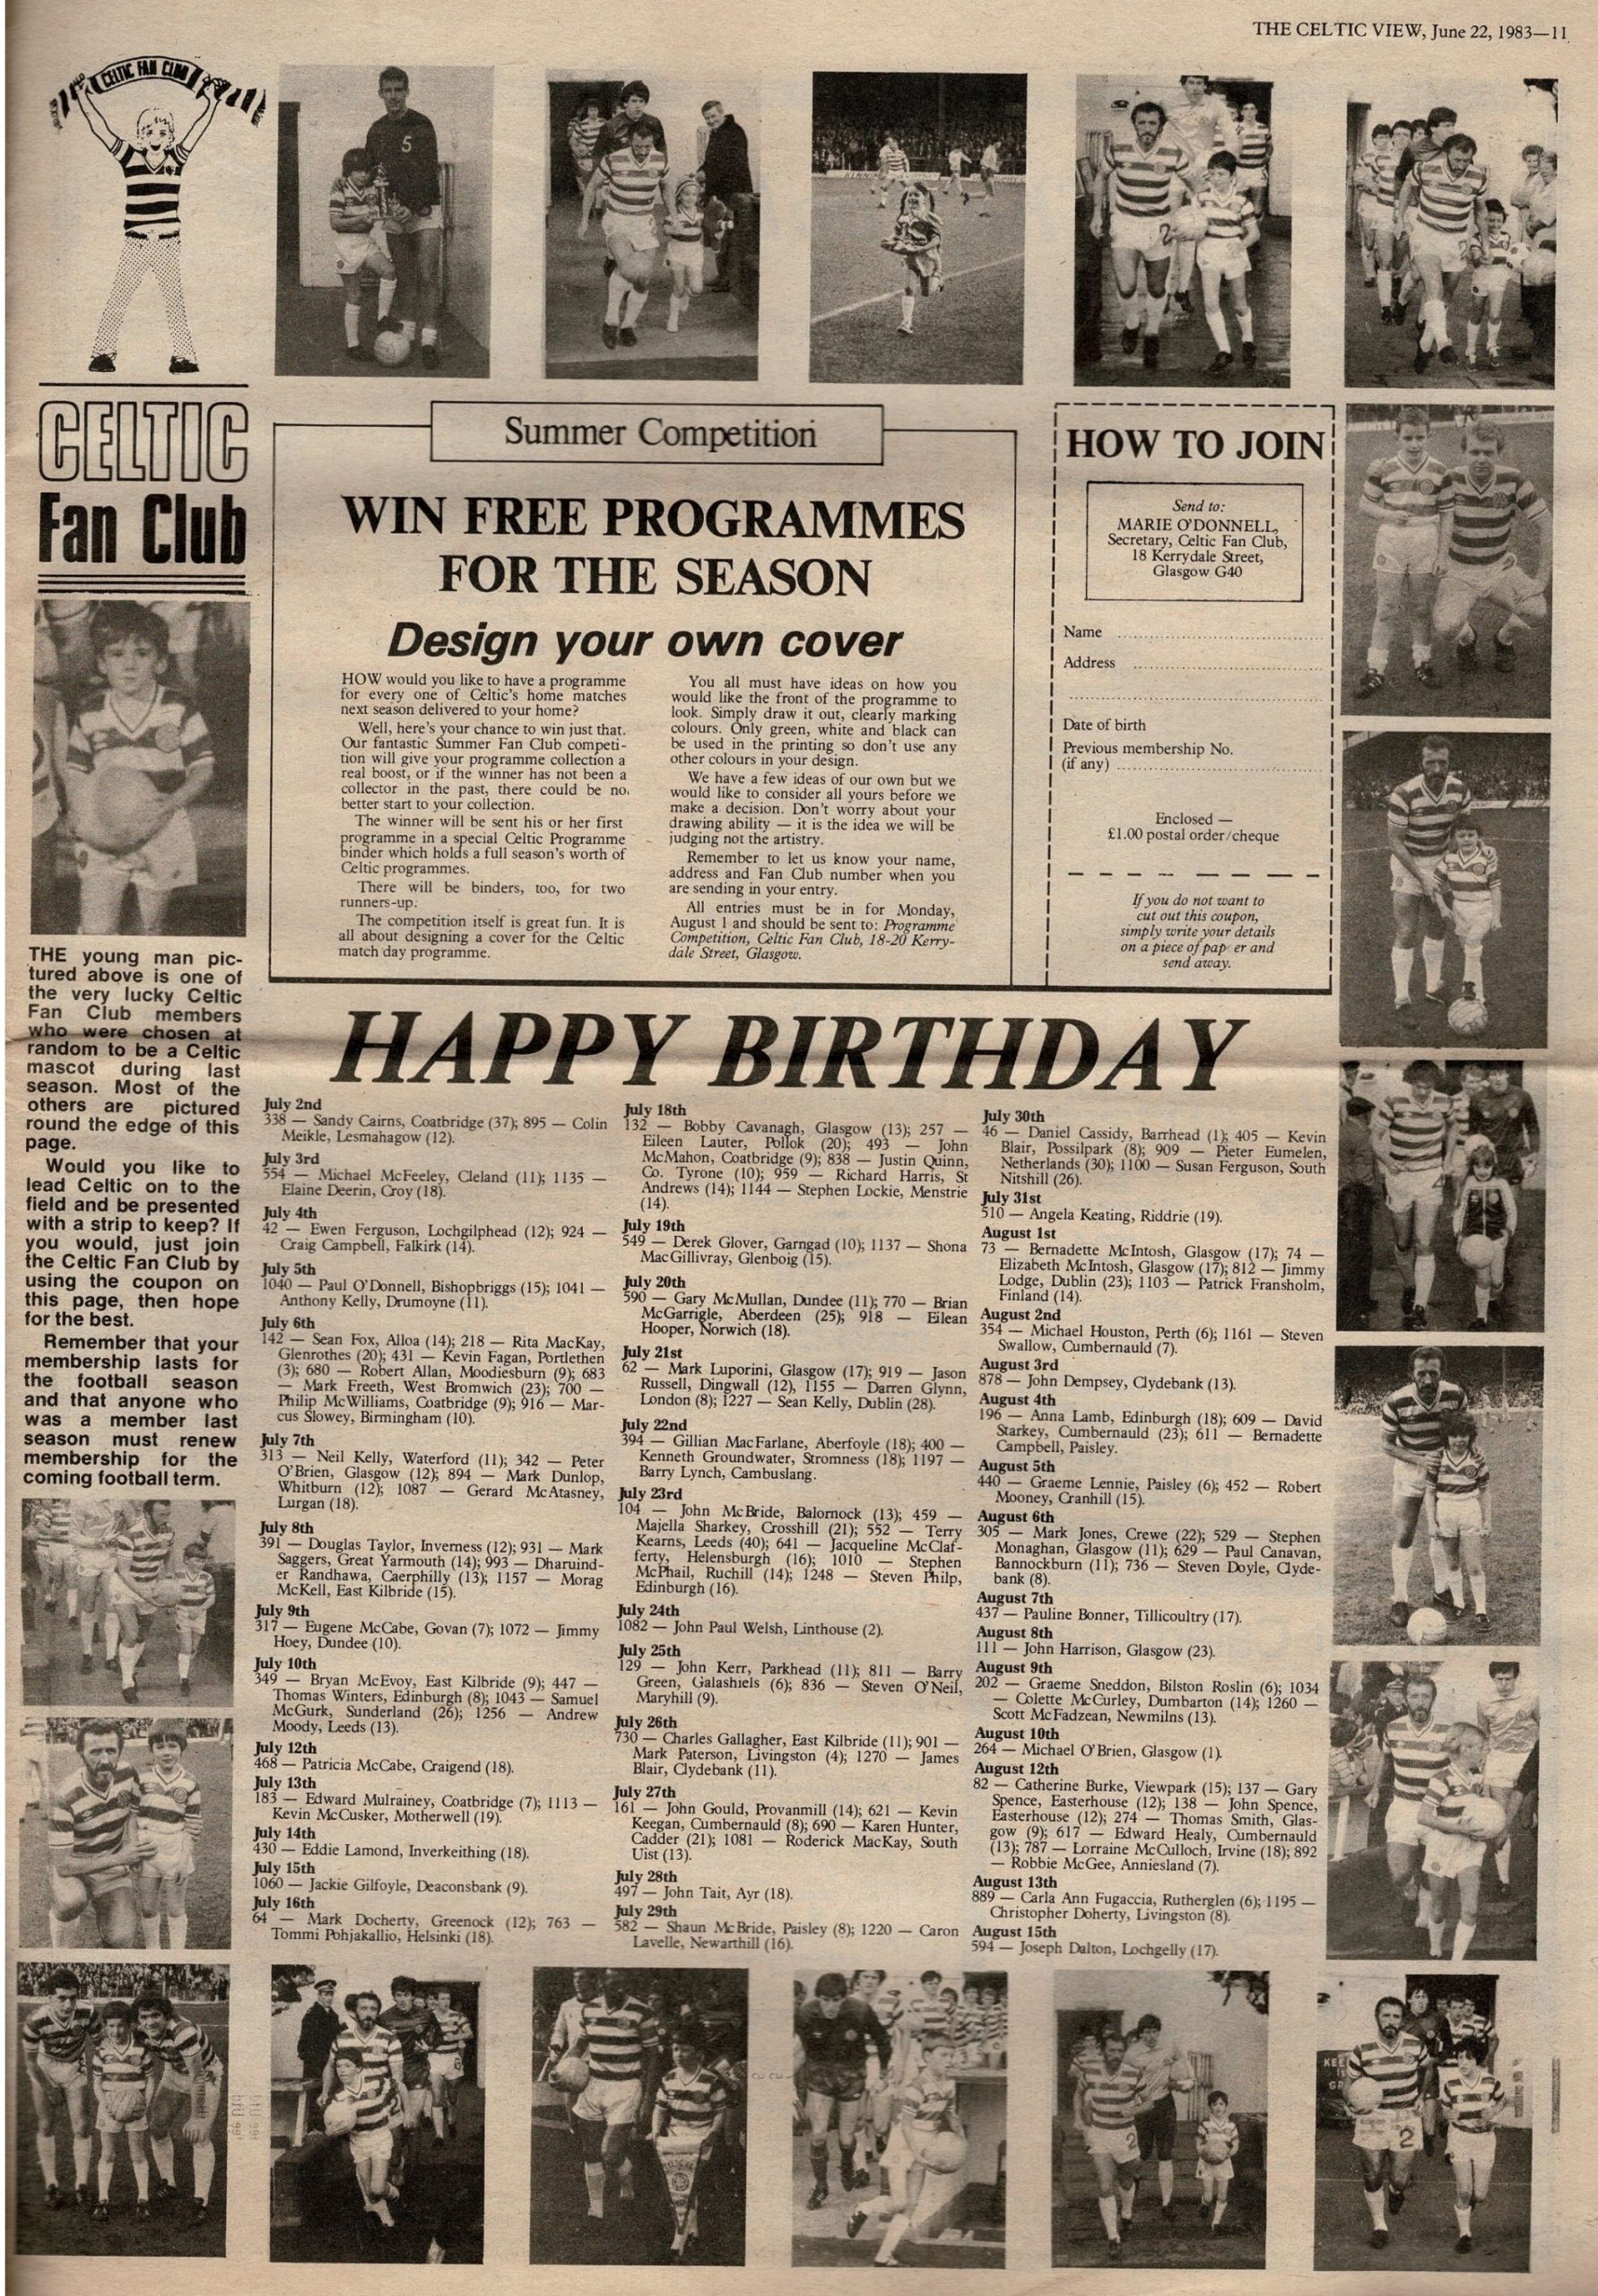 THE CELTIC VIEW, June 22, 1983—11
CELTIC FAN CLUB
5
2
CELTIC
Fan Club
THE young man pic-
tured above is one of
the very lucky Celtic
Fan Club members
who were chosen at
random to be a Celtic
mascot during last
season. Most of the
others are pictured
round the edge of this
page.
Would you like to
lead Celtic on to the
field and be presented
with a strip to keep? If
you would, just join
the Celtic Fan Club by
using the coupon on
this page, then hope
for the best.
Remember that your
membership lasts for
the football season
and that anyone who
was a member last
season must renew
membership for the
coming football term.
Summer Competition
WIN FREE PROGRAMMES
FOR THE SEASON
Design your own cover
HOW would you like to have a programme
for every one of Celtic's home matches
next season delivered to your home?
Well, here's your chance to win just that.
Our fantastic Summer Fan Club competi-
tion will give your programme collection a
real boost, or if the winner has not been a
collector in the past, there could be no
better start to your collection.
The winner will be sent his or her first
programme in a special Celtic Programme
binder which holds a full season's worth of
Celtic programmes.
There will be binders, too, for two
runners-up.
The competition itself is great fun. It is
all about designing a cover for the Celtic
match day programme.
You all must have ideas on how you
would like the front of the programme to
look. Simply draw it out, clearly marking
colours. Only green, white and black can
be used in the printing so don't use any
other colours in your design.
We have a few ideas of our own but we
would like to consider all yours before we
make a decision. Don't worry about your
drawing ability — it is the idea we will be
judging not the artistry.
Remember to let us know your name,
address and Fan Club number when you
are sending in your entry.
All entries must be in for Monday,
August 1 and should be sent to: Programme
Competition, Celtic Fan Club, 18-20 Kerry-
dale Street, Glasgow.
HOW TO JOIN
Send to:
MARIE O'DONNELL,
Secretary, Celtic Fan Club,
18 Kerrydale Street,
Glasgow G40
Name
Address
Date of birth
Previous membership No.
(if any)
Enclosed —
£1.00 postal order/cheque
If you do not want to
cut out this coupon,
simply write your details
on a piece of paper and
send away.
HAPPY BIRTHDAY
July 2nd
338 — Sandy Cairns, Coatbridge (37); 895 — Colin
Meikle, Lesmahagow (12).
July 3rd
554 — Michael McFeeley, Cleland (11); 1135 —
Elaine Deerin, Croy (18).
July 4th
42 — Ewen Ferguson, Lochgilphead (12); 924 —
Craig Campbell, Falkirk (14).
July 5th
1040 — Paul O'Donnell, Bishopbriggs (15); 1041 —
Anthony Kelly, Drumoyne (11).
July 6th
142 — Sean Fox, Alloa (14); 218 — Rita MacKay,
Glenrothes (20); 431 — Kevin Fagan, Portlethen
(3); 680 — Robert Allan, Moodiesburn (9); 683
— Mark Freeth, West Bromwich (23); 700 —
Philip McWilliams, Coatbridge (9); 916 — Mar-
cus Slowey, Birmingham (10).
July 7th
313 — Neil Kelly, Waterford (11); 342 — Peter
O'Brien, Glasgow (12); 894 — Mark Dunlop,
Whitburn (12); 1087 — Gerard McAtasney,
Lurgan (18).
July 8th
391 — Douglas Taylor, Inverness (12); 931 — Mark
Saggers, Great Yarmouth (14); 993 — Dharuind-
er Randhawa, Caerphilly (13); 1157 — Morag
McKell, East Kilbride (15).
July 9th
317 — Eugene McCabe, Govan (7); 1072 — Jimmy
Hoey, Dundee (10).
July 10th
349 — Bryan McEvoy, East Kilbride (9); 447 —
Thomas Winters, Edinburgh (8); 1043 — Samuel
McGurk, Sunderland (26); 1256 — Andrew
Moody, Leeds (13).
July 12th
468 — Patricia McCabe, Craigend (18).
July 13th
183 — Edward Mulrainey, Coatbridge (7); 1113 —
Kevin McCusker, Motherwell (19).
July 14th
430 — Eddie Lamond, Inverkeithing (18).
July 15th
1060 — Jackie Gilfoyle, Deaconsbank (9).
July 16th
64 — Mark Docherty, Greenock (12); 763 —
Tommi Pohjakallio, Helsinki (18).
July 18th
132 — Bobby Cavanagh, Glasgow (13); 257 —
Eileen Lauter, Pollok (20); 493 — John
McMahon, Coatbridge (9); 838 — Justin Quinn,
Co. Tyrone (10); 959 — Richard Harris, St
Andrews (14); 1144 — Stephen Lockie, Menstrie
(14).
July 19th
549 — Derek Glover, Garngad (10); 1137 — Shona
MacGillivray, Glenboig (15).
July 20th
590 — Gary McMullan, Dundee (11); 770 — Brian
McGarrigle, Aberdeen (25); 918 — Eilean
Hooper, Norwich (18).
July 21st
62 — Mark Luporini, Glasgow (17); 919 — Jason
Russell, Dingwall (12), 1155 — Darren Glynn,
London (8); 1227 — Sean Kelly, Dublin (28).
July 22nd
394 — Gillian MacFarlane, Aberfoyle (18); 400 —
Kenneth Groundwater, Stromness (18); 1197 —
Barry Lynch, Cambuslang.
July 23rd
104 — John McBride, Balornock (13); 459 —
Majella Sharkey, Crosshill (21); 552 — Terry
Kearns, Leeds (40); 641 — Jacqueline McClaf-
ferty, Helensburgh (16); 1010 — Stephen
McPhail, Ruchill (14); 1248 — Steven Philp,
Edinburgh (16).
July 24th
1082 — John Paul Welsh, Linthouse (2).
July 25th
129 — John Kerr, Parkhead (11); 811 — Barry
Green, Galashiels (6); 836 — Steven O'Neil,
Maryhill (9).
July 26th
730 — Charles Gallagher, East Kilbride (11); 901 —
Mark Paterson, Livingston (4); 1270 — James
Blair, Clydebank (11).
July 27th
161 — John Gould, Provanmill (14); 621 — Kevin
Keegan, Cumbernauld (8); 690 — Karen Hunter,
Cadder (21); 1081 — Roderick MacKay, South
Uist (13).
July 28th
497 — John Tait, Ayr (18).
July 29th
582 — Shaun McBride, Paisley (8); 1220 — Caron
Lavelle, Newarthill (16).
July 30th
46 — Daniel Cassidy, Barrhead (1); 405 — Kevin
Blair, Possilpark (8); 909 — Pieter Eumelen,
Netherlands (30); 1100 — Susan Ferguson, South
Nitshill (26).
July 31st
510 — Angela Keating, Riddrie (19).
August 1st
73 — Bernadette McIntosh, Glasgow (17); 74 —
Elizabeth McIntosh, Glasgow (17); 812 — Jimmy
Lodge, Dublin (23); 1103 — Patrick Fransholm,
Finland (14).
August 2nd
354 — Michael Houston, Perth (6); 1161 — Steven
Swallow, Cumbernauld (7).
August 3rd
878 — John Dempsey, Clydebank (13).
August 4th
196 — Anna Lamb, Edinburgh (18); 609 — David
Starkey, Cumbernauld (23); 611 — Bernadette
Campbell, Paisley.
August 5th
440 — Graeme Lennie, Paisley (6); 452 — Robert
Mooney, Cranhill (15).
August 6th
305 — Mark Jones, Crewe (22); 529 — Stephen
Monaghan, Glasgow (11); 629 — Paul Canavan,
Bannockburn (11); 736 — Steven Doyle, Clyde-
bank (8).
August 7th
437 — Pauline Bonner, Tillicoultry (17).
August 8th
111 — John Harrison, Glasgow (23).
August 9th
202 — Graeme Sneddon, Bilston Roslin (6); 1034
— Colette McCurley, Dumbarton (14); 1260 —
Scott McFadzean, Newmilns (13).
August 10th
264 — Michael O'Brien, Glasgow (1).
August 12th
82 — Catherine Burke, Viewpark (15); 137 — Gary
Spence, Easterhouse (12); 138 — John Spence,
Easterhouse (12); 274 — Thomas Smith, Glas-
gow (9); 617 — Edward Healy, Cumbernauld
(13); 787 — Lorraine McCulloch, Irvine (18); 892
— Robbie McGee, Anniesland (7).
August 13th
889 — Carla Ann Fugaccia, Rutherglen (6); 1195 —
Christopher Doherty, Livingston (8).
August 15th
594 — Joseph Dalton, Lochgelly (17).
2
2